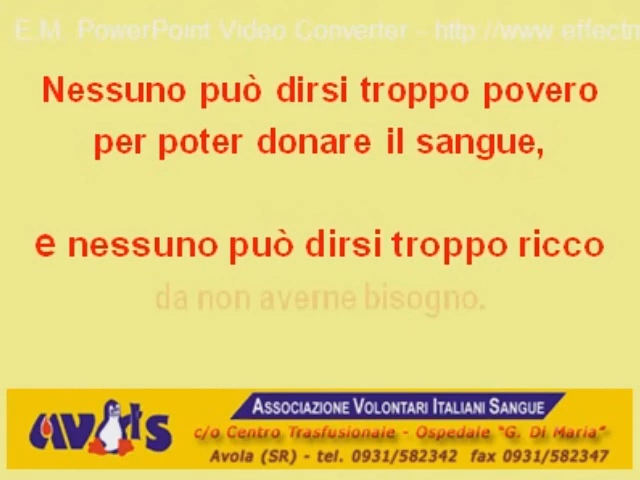 E.M. PowerPoint Video Converter - http://www.effectm
Nessuno può dirsi troppo povero
per poter donare il sangue,
e nessuno può dirsi troppo ricco
da non averne bisogno.
avis
ASSOCIAZIONE VOLONTARI ITALIANI SANGUE
c/o Centro Trasfusionale - Ospedale "G. Di Maria"
Avola (SR) - tel. 0931/582342 fax 0931/582347